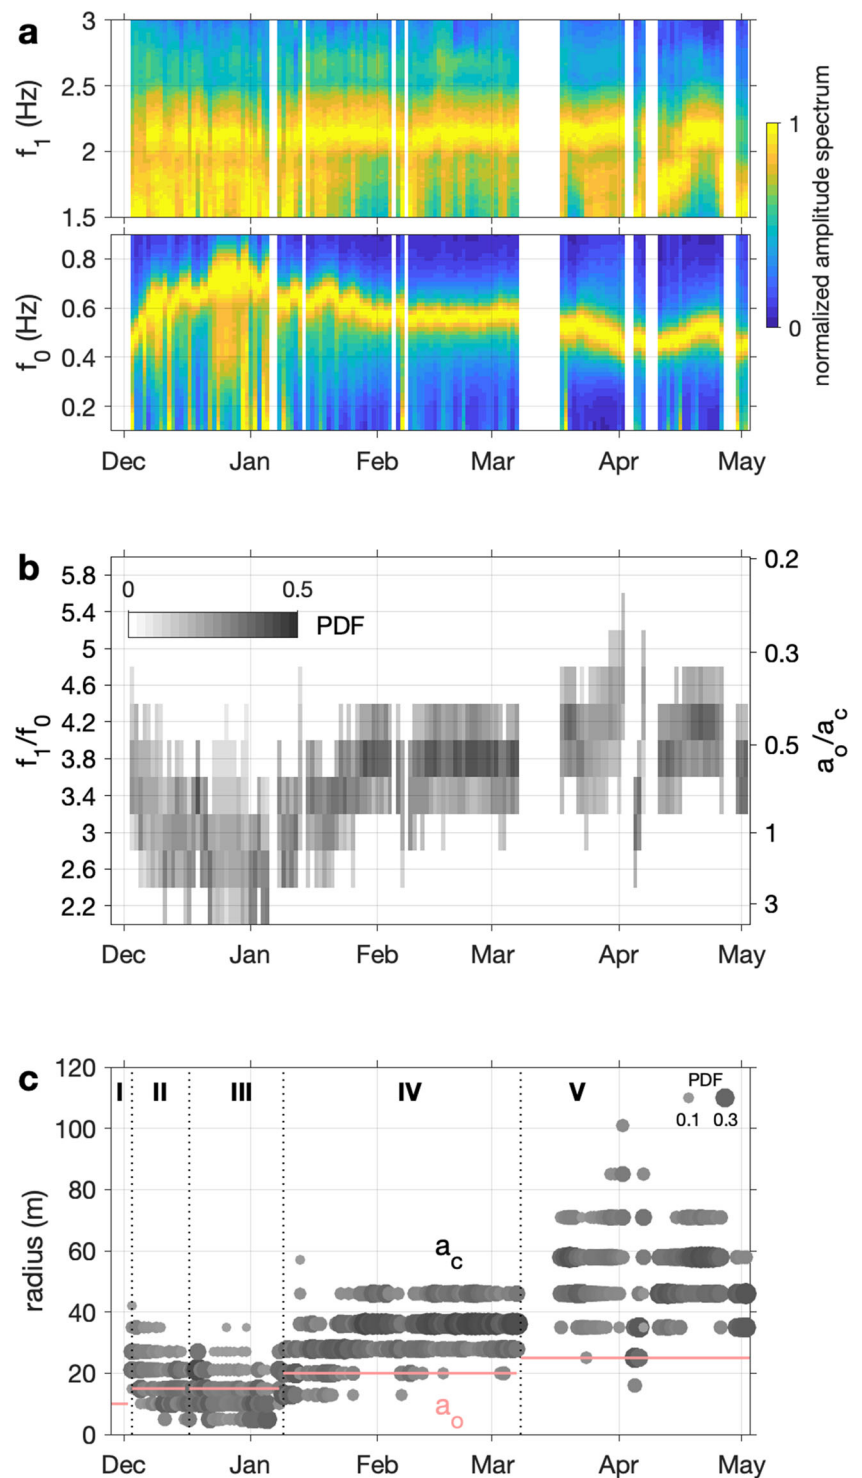 a
3
2.5
2
1.5
f1 (Hz)
0.8
0.6
0.4
0.2
f0 (Hz)
Dec Jan Feb Mar Apr May
1
0
normalized amplitude spectrum
b
5.8
5.4
5
4.6
4.2
3.8
3.4
3
2.6
2.2
f1/f0
0 0.5
PDF
0.2
0.3
0.5
1
3
ao/ac
Dec Jan Feb Mar Apr May
c
120
100
80
60
40
20
0
radius (m)
I II III IV V
PDF
0.1 0.3
ac
ao
Dec Jan Feb Mar Apr May